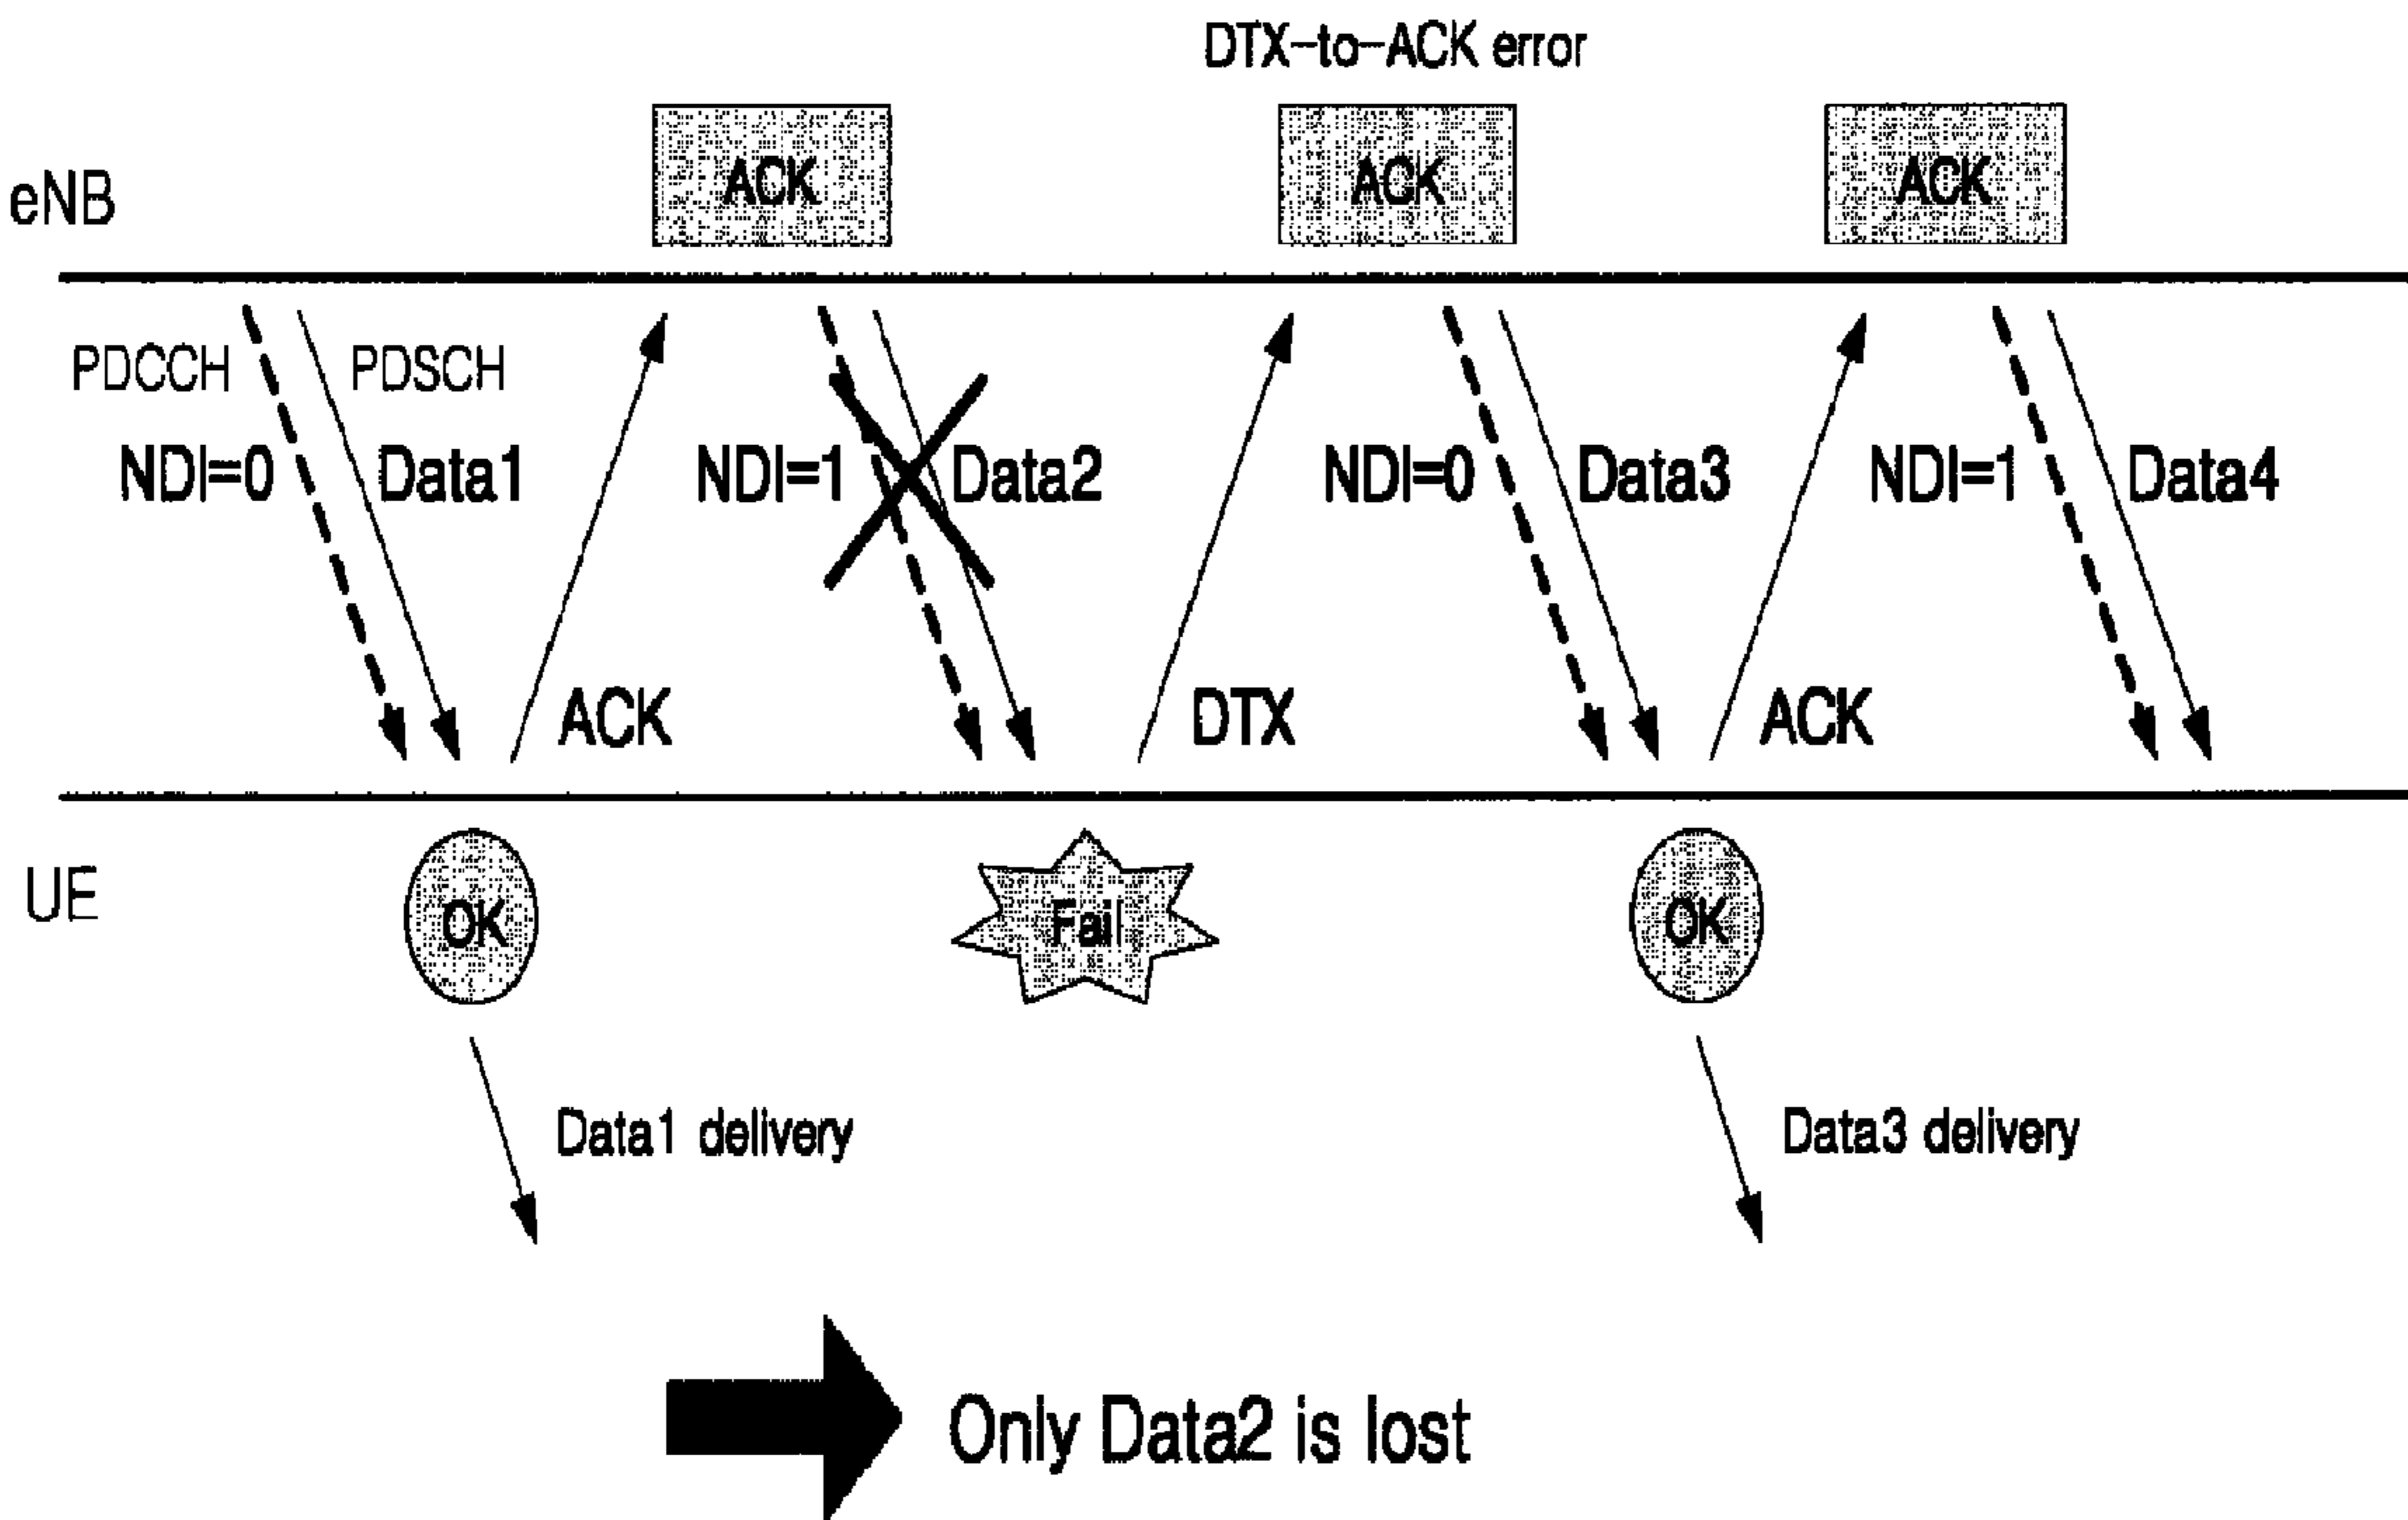 DTX-to-ACK error
eNB
ACK
ACK
ACK
PDCCH
PDSCH
NDI=0
Data1
NDI=1
Data2
NDI=0
Data3
NDI=1
Data4
ACK
DTX
ACK
UE
OK
Fail
OK
Data1 delivery
Data3 delivery
Only Data2 is lost